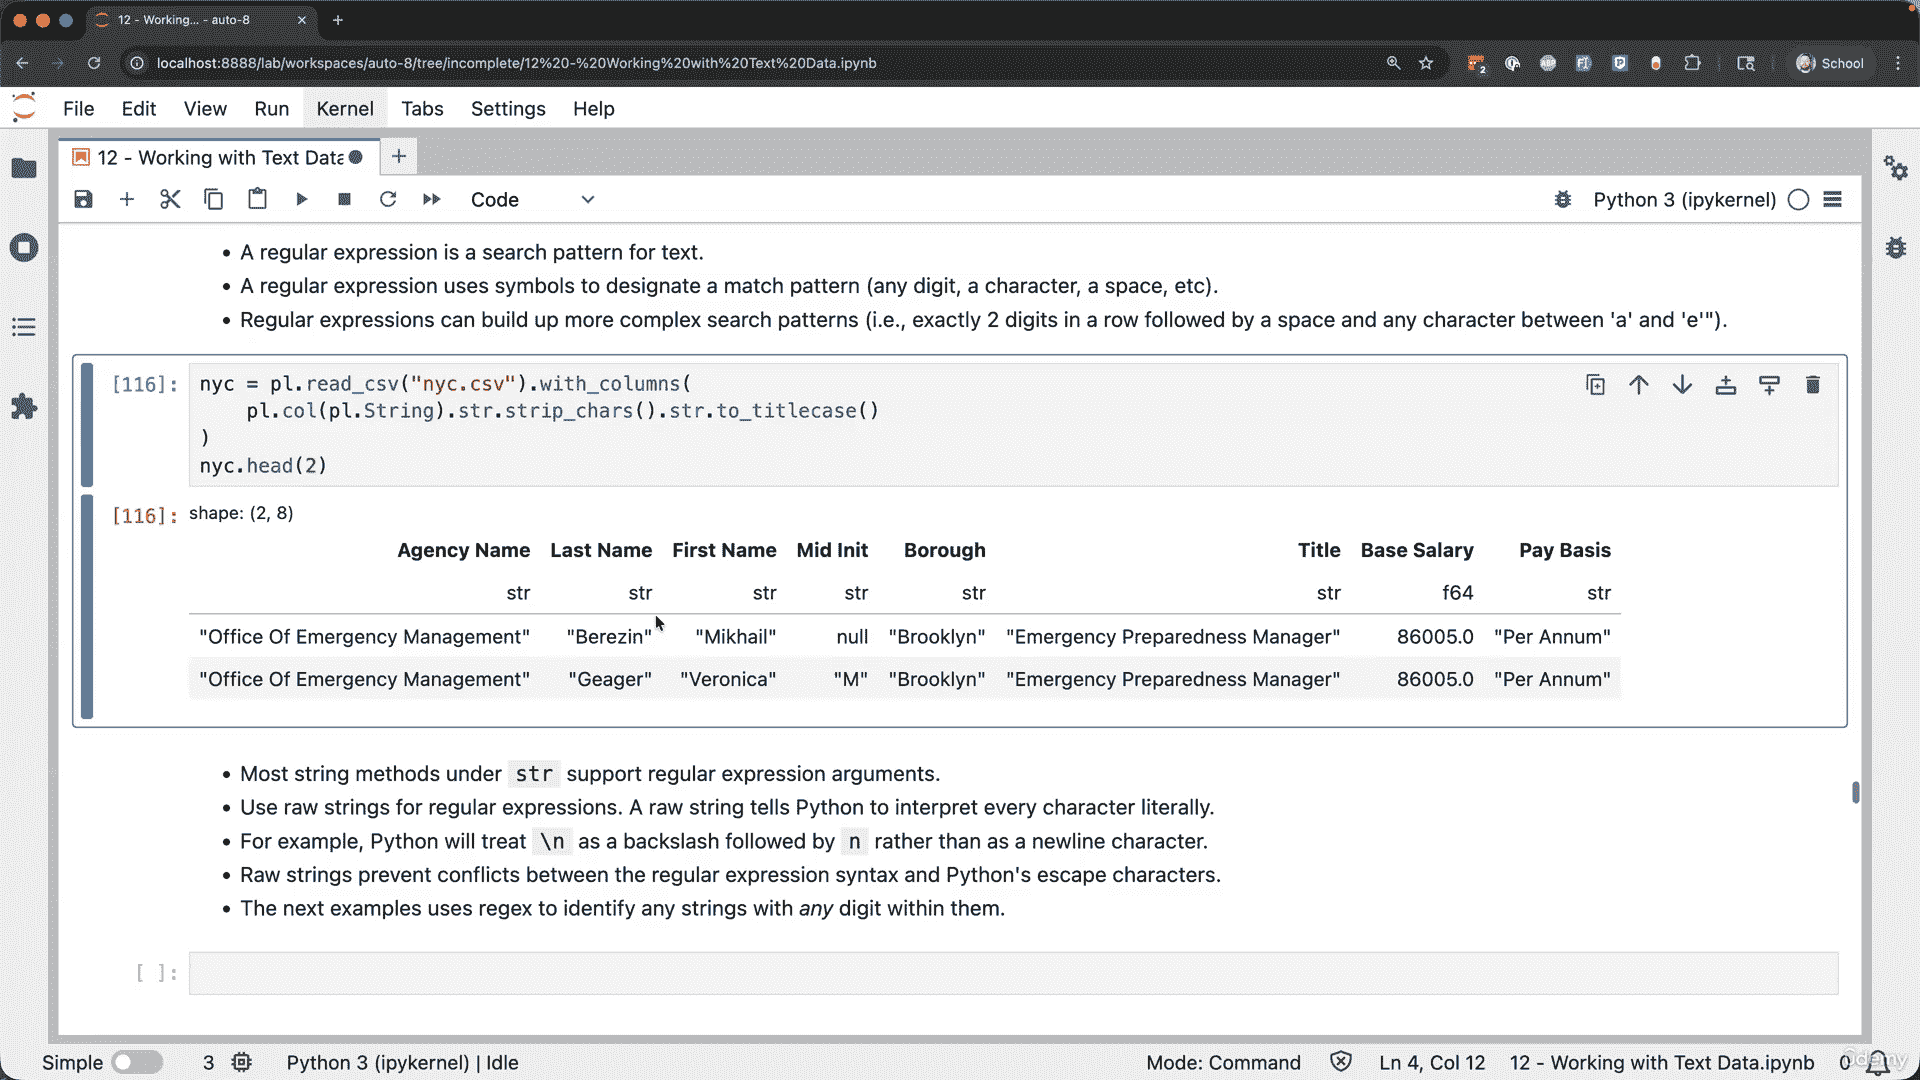 12 - Working... - auto-8
localhost:8888/lab/workspaces/auto-8/tree/incomplete/12%20-%20Working%20with%20Text%20Data.ipynb
2
School
File Edit View Run Kernel Tabs Settings Help
12 - Working with Text Data
Code
Python 3 (ipykernel)
• A regular expression is a search pattern for text.
• A regular expression uses symbols to designate a match pattern (any digit, a character, a space, etc).
• Regular expressions can build up more complex search patterns (i.e., exactly 2 digits in a row followed by a space and any character between 'a' and 'e'").
[116]: nyc = pl.read_csv("nyc.csv").with_columns(
pl.col(pl.String).str.strip_chars().str.to_titlecase()
)
nyc.head(2)
[116]: shape: (2, 8)
Agency Name Last Name First Name Mid Init Borough Title Base Salary Pay Basis
str str str str str str f64 str
"Office Of Emergency Management" "Berezin" "Mikhail" null "Brooklyn" "Emergency Preparedness Manager" 86005.0 "Per Annum"
"Office Of Emergency Management" "Geager" "Veronica" "M" "Brooklyn" "Emergency Preparedness Manager" 86005.0 "Per Annum"
• Most string methods under str support regular expression arguments.
• Use raw strings for regular expressions. A raw string tells Python to interpret every character literally.
• For example, Python will treat \n as a backslash followed by n rather than as a newline character.
• Raw strings prevent conflicts between the regular expression syntax and Python's escape characters.
• The next examples uses regex to identify any strings with any digit within them.
[ ]:
Simple 3 Python 3 (ipykernel) | Idle Mode: Command Ln 4, Col 12 12 - Working with Text Data.ipynb 0
Udemy